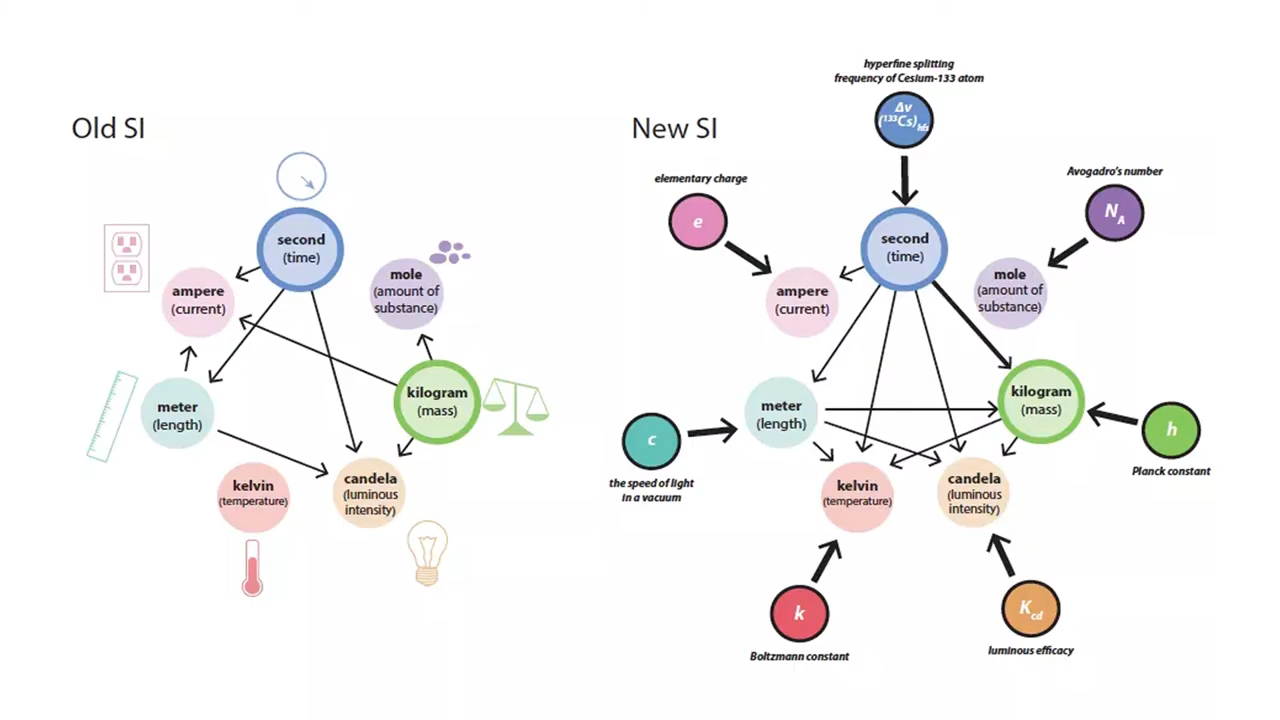 Old SI
second
(time)
ampere
(current)
mole
(amount of
substance)
meter
(length)
kilogram
(mass)
kelvin
(temperature)
candela
(luminous
intensity)
New SI
hyperfine splitting
frequency of Cesium-133 atom
Δν
(¹³³Cs)hfs
elementary charge
e
Avogadro's number
NA
second
(time)
ampere
(current)
mole
(amount of
substance)
meter
(length)
kilogram
(mass)
c
the speed of light
in a vacuum
h
Planck constant
kelvin
(temperature)
candela
(luminous
intensity)
k
Boltzmann constant
Kcd
luminous efficacy